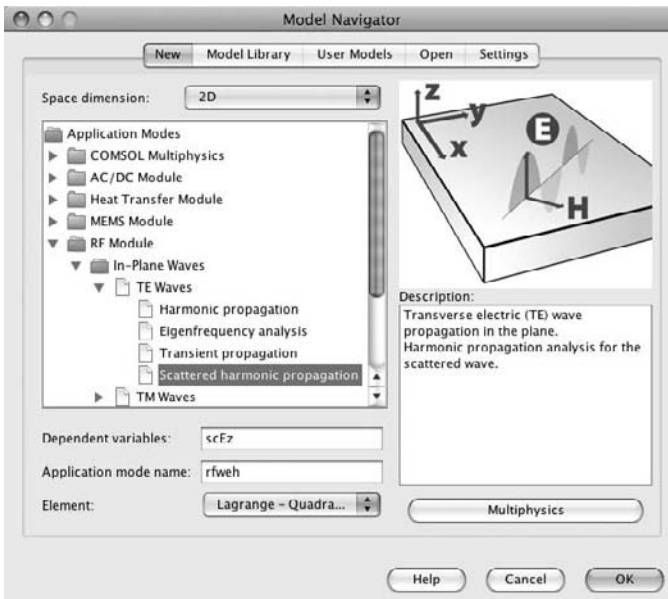 Model Navigator
New Model Library User Models Open Settings
Space dimension: 2D
Application Modes
COMSOL Multiphysics
AC/DC Module
Heat Transfer Module
MEMS Module
RF Module
In-Plane Waves
TE Waves
Harmonic propagation
Eigenfrequency analysis
Transient propagation
Scattered harmonic propagation
TM Waves
Dependent variables: scEz
Application mode name: rfweh
Element: Lagrange - Quadra...
z
y
x
E
H
Description:
Transverse electric (TE) wave
propagation in the plane.
Harmonic propagation analysis for the
scattered wave.
Multiphysics
Help Cancel OK